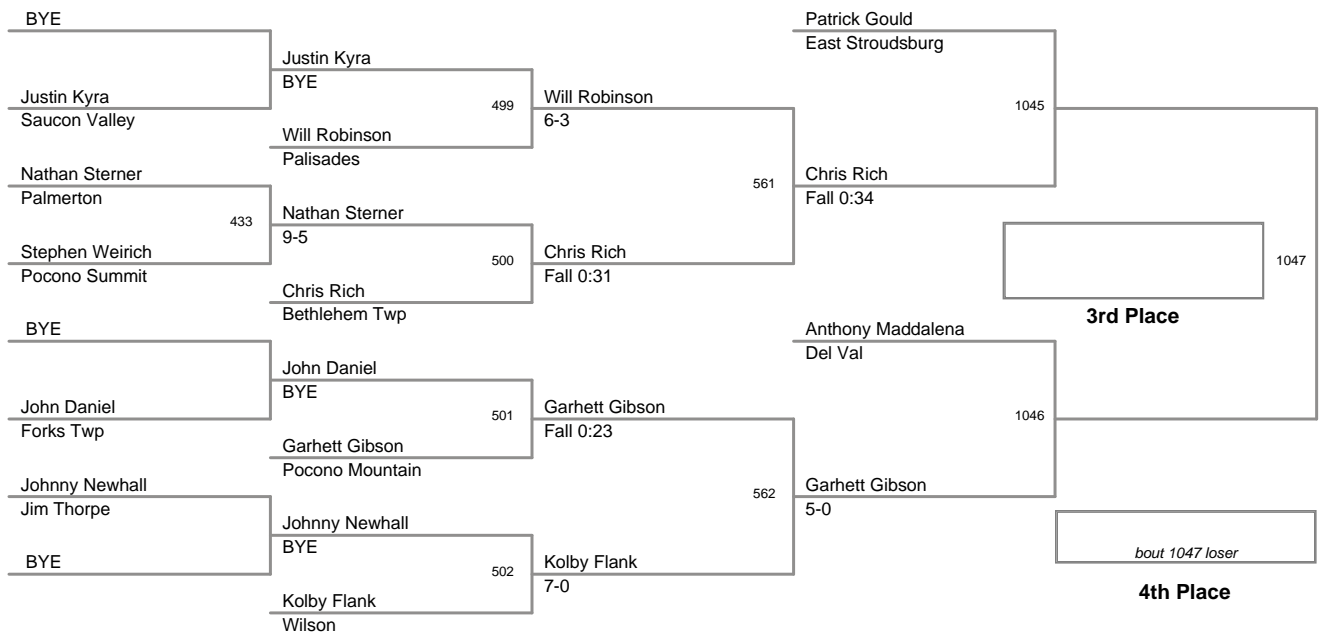 BYE
Patrick Gould
East Stroudsburg
Justin Kyra
BYE
Justin Kyra
Saucon Valley
499
Will Robinson
6-3
1045
Will Robinson
Palisades
Nathan Sterner
Palmerton
561
Chris Rich
Fall 0:34
433
Nathan Sterner
9-5
Stephen Weirich
Pocono Summit
500
Chris Rich
Fall 0:31
1047
Chris Rich
Bethlehem Twp
3rd Place
BYE
Anthony Maddalena
Del Val
John Daniel
BYE
John Daniel
Forks Twp
501
Garhett Gibson
Fall 0:23
1046
Garhett Gibson
Pocono Mountain
Johnny Newhall
Jim Thorpe
562
Garhett Gibson
5-0
Johnny Newhall
BYE
BYE
502
Kolby Flank
7-0
bout 1047 loser
4th Place
Kolby Flank
Wilson